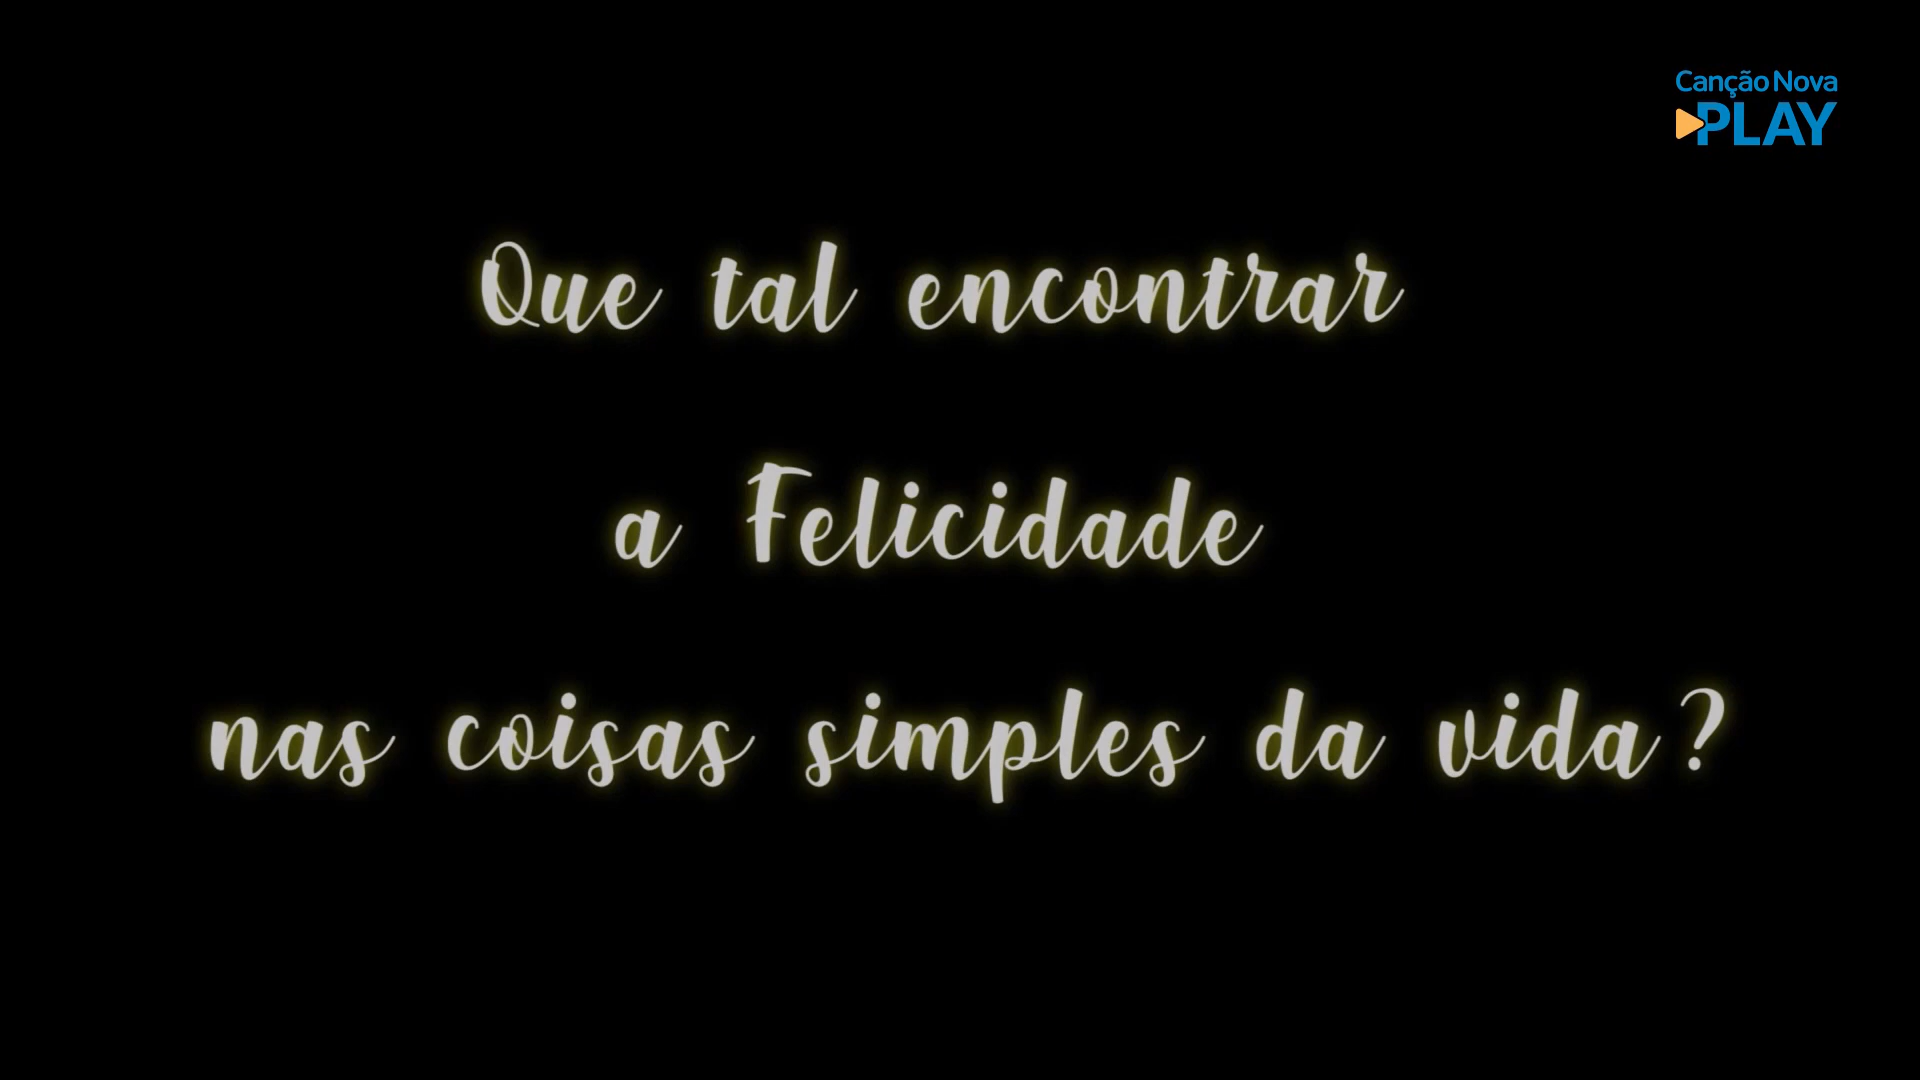 Canção Nova
PLAY
Que tal encontrar
a Felicidade
nas coisas simples da vida?